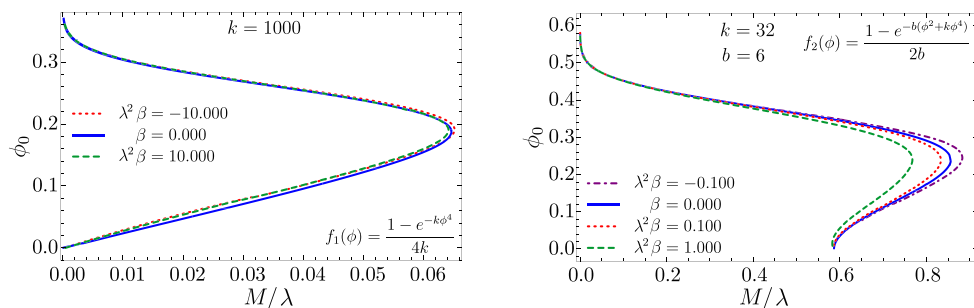 k = 1000
0.3
0.2
0.1
0.0
ϕ₀
λ²β = −10.000
β = 0.000
λ²β = 10.000
f₁(ϕ) = (1 − e^{−kϕ⁴}) / 4k
0.00 0.01 0.02 0.03 0.04 0.05 0.06
M/λ
k = 32
b = 6
f₂(ϕ) = (1 − e^{−b(ϕ²+kϕ⁴)}) / 2b
0.6
0.5
0.4
0.3
0.2
0.1
0.0
ϕ₀
λ²β = −0.100
β = 0.000
λ²β = 0.100
λ²β = 1.000
0.0 0.2 0.4 0.6 0.8
M/λ